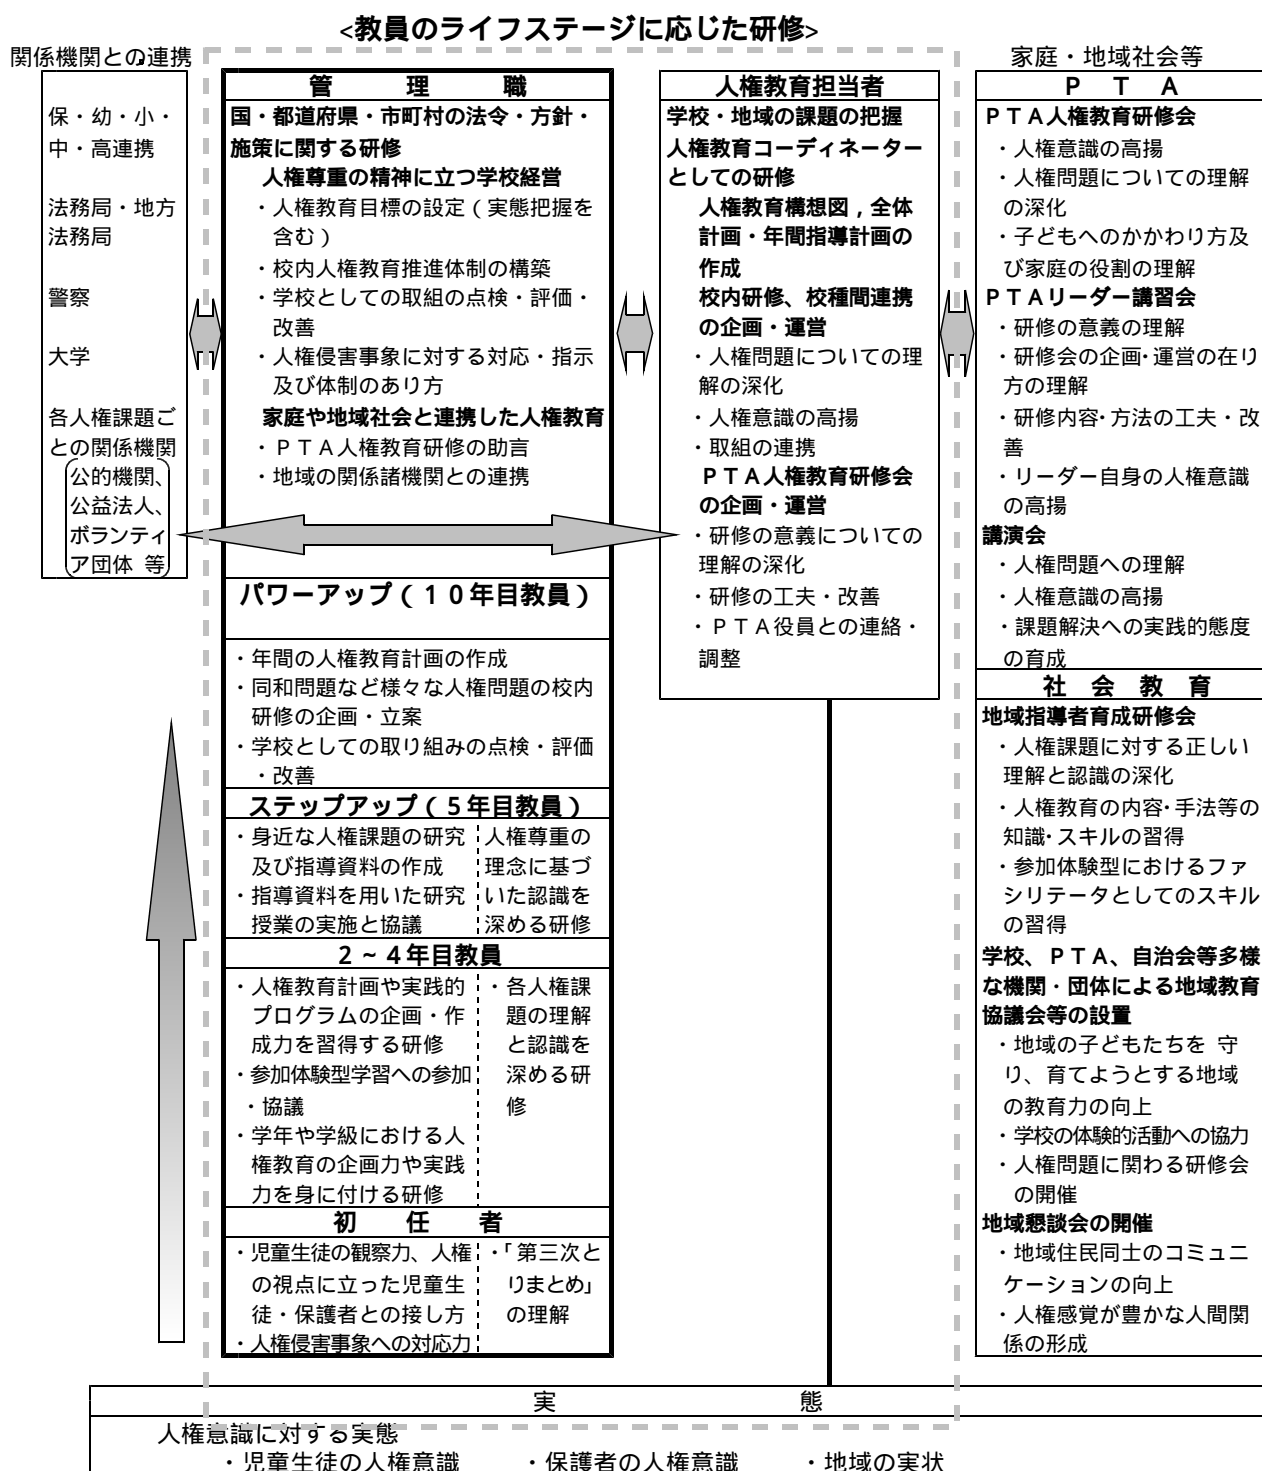 <教員のライフステージに応じた研修>
関係機関との連携
保・幼・小・
中・高連携
法務局・地方
法務局
警察
大学
各人権課題ご
との関係機関
公的機関、
公益法人、
ボランティ
ア団体 等
管 理 職
国・都道府県・市町村の法令・方針・
施策に関する研修
人権尊重の精神に立つ学校経営
・人権教育目標の設定(実態把握を
含む)
・校内人権教育推進体制の構築
・学校としての取組の点検・評価・
改善
・人権侵害事象に対する対応・指示
及び体制のあり方
家庭や地域社会と連携した人権教育
・PTA人権教育研修の助言
・地域の関係諸機関との連携
パワーアップ(10年目教員)
・年間の人権教育計画の作成
・同和問題など様々な人権問題の校内
研修の企画・立案
・学校としての取り組みの点検・評価
・改善
ステップアップ(5年目教員)
・身近な人権課題の研究
及び指導資料の作成
・指導資料を用いた研究
授業の実施と協議
人権尊重の
理念に基づ
いた認識を
深める研修
2~4年目教員
・人権教育計画や実践的
プログラムの企画・作
成力を習得する研修
・参加体験型学習への参加
・協議
・学年や学級における人
権教育の企画力や実践
力を身に付ける研修
・各人権課
題の理解
と認識を
深める研
修
初 任 者
・児童生徒の観察力、人権
の視点に立った児童生
徒・保護者との接し方
・人権侵害事象への対応力
・「第三次と
りまとめ」
の理解
人権教育担当者
学校・地域の課題の把握
人権教育コーディネーター
としての研修
人権教育構想図,全体
計画・年間指導計画の
作成
校内研修、校種間連携
の企画・運営
・人権問題についての理
解の深化
・人権意識の高揚
・取組の連携
PTA人権教育研修会
の企画・運営
・研修の意義についての
理解の深化
・研修の工夫・改善
・PTA役員との連絡・
調整
家庭・地域社会等
P T A
PTA人権教育研修会
・人権意識の高揚
・人権問題についての理解
の深化
・子どもへのかかわり方及
び家庭の役割の理解
PTAリーダー講習会
・研修の意義の理解
・研修会の企画・運営の在り
方の理解
・研修内容・方法の工夫・改
善
・リーダー自身の人権意識
の高揚
講演会
・人権問題への理解
・人権意識の高揚
・課題解決への実践的態度
の育成
社 会 教 育
地域指導者育成研修会
・人権課題に対する正しい
理解と認識の深化
・人権教育の内容・手法等の
知識・スキルの習得
・参加体験型におけるファ
シリテータとしてのスキル
の習得
学校、PTA、自治会等多様
な機関・団体による地域教育
協議会等の設置
・地域の子どもたちを 守
り、育てようとする地域
の教育力の向上
・学校の体験的活動への協力
・人権問題に関わる研修会
の開催
地域懇談会の開催
・地域住民同士のコミュニ
ケーションの向上
・人権感覚が豊かな人間関
係の形成
実 態
人権意識に対する実態
・児童生徒の人権意識 ・保護者の人権意識 ・地域の実状